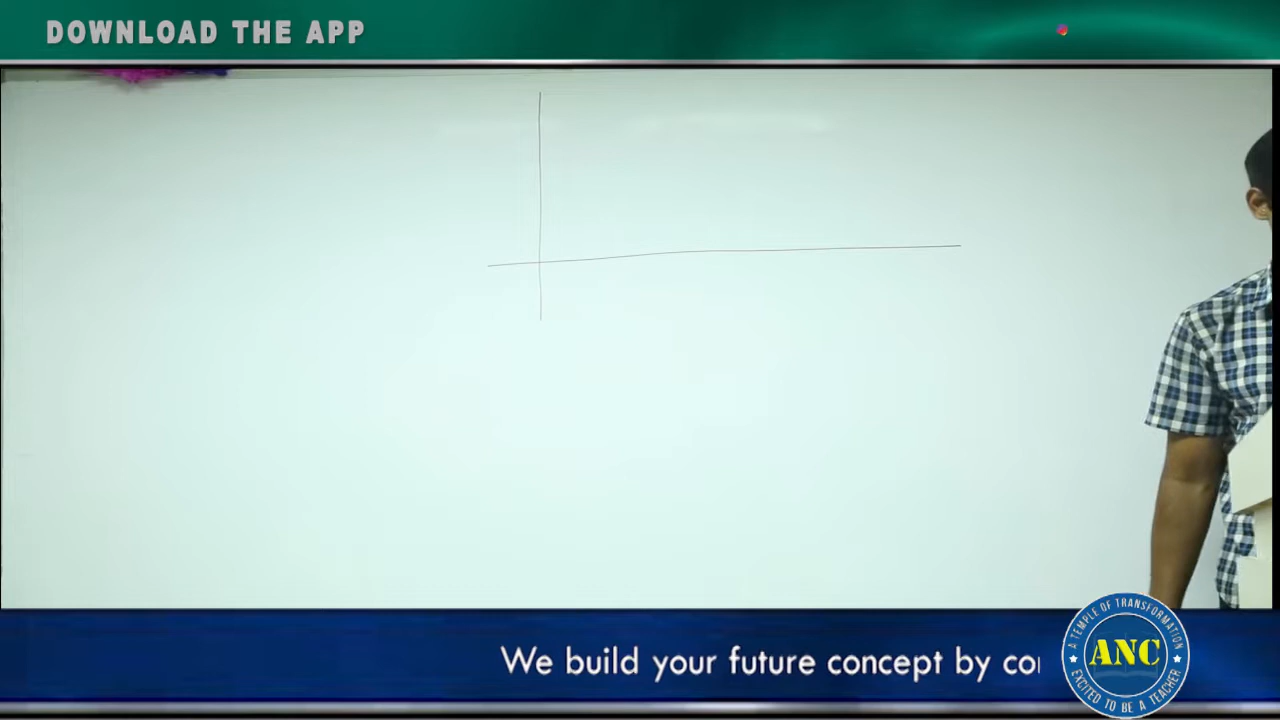 DOWNLOAD THE APP
We build your future concept by co
A TEMPLE OF TRANSFORMATION
ANC
EXCITED TO BE A TEACHER